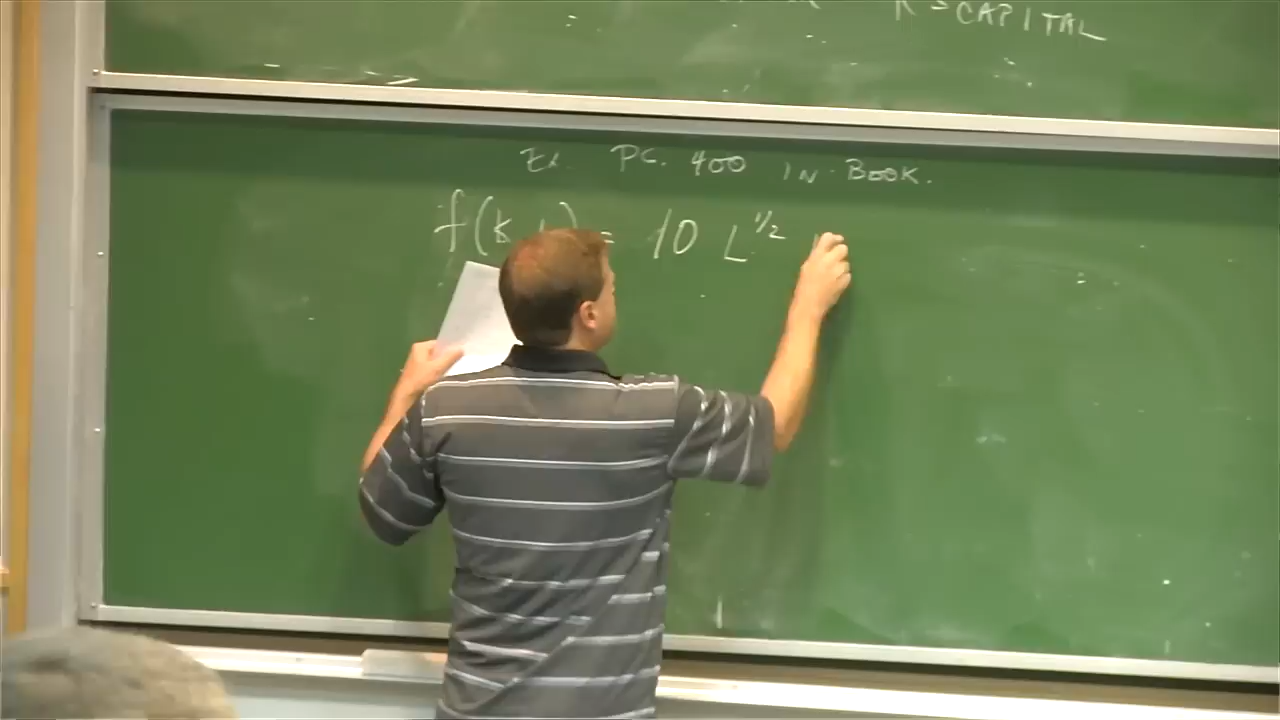 K = CAPITAL
Ex. PG. 400 IN BOOK.
f(K, L) = 10 L^1/2